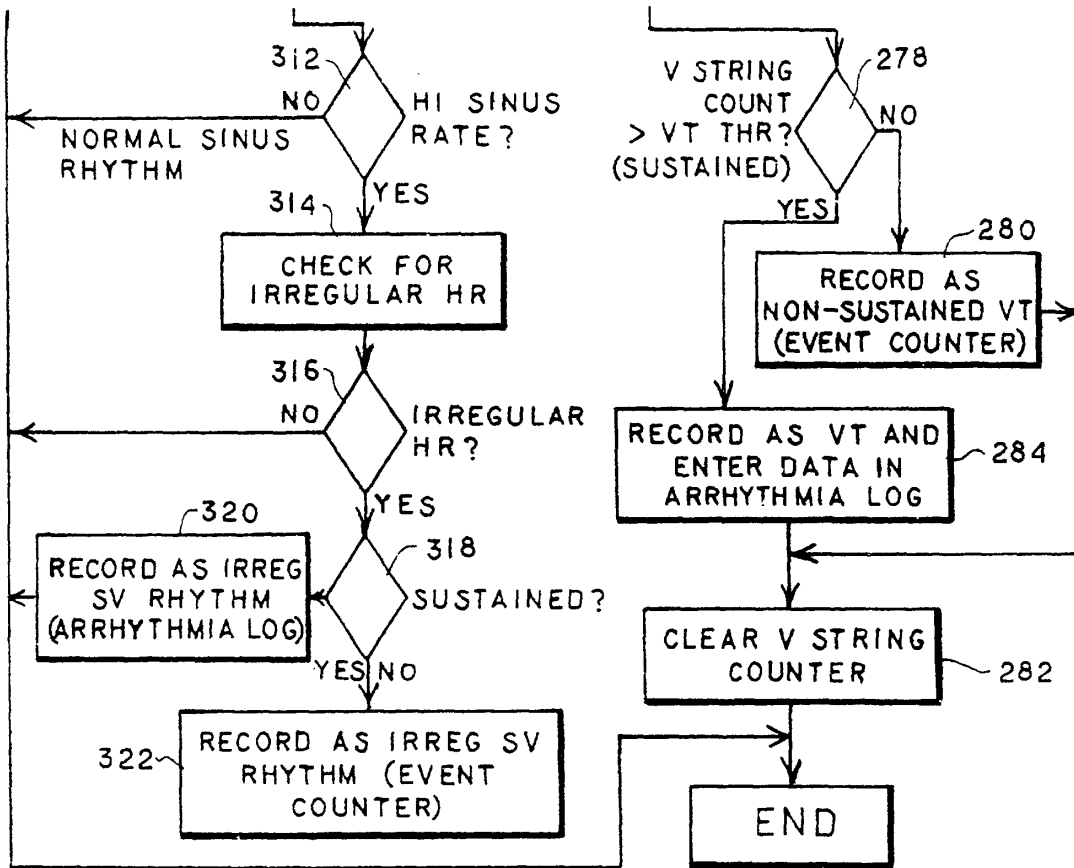 312
NO
HI SINUS
RATE?
NORMAL SINUS
RHYTHM
YES
314
CHECK FOR
IRREGULAR HR
316
NO
IRREGULAR
HR?
YES
320
RECORD AS IRREG
SV RHYTHM
(ARRHYTHMIA LOG)
318
SUSTAINED?
YES
NO
322
RECORD AS IRREG SV
RHYTHM (EVENT
COUNTER)
V STRING
COUNT
> VT THR?
(SUSTAINED)
278
NO
YES
280
RECORD AS
NON-SUSTAINED VT
(EVENT COUNTER)
RECORD AS VT AND
ENTER DATA IN
ARRHYTHMIA LOG
284
CLEAR V STRING
COUNTER
282
END